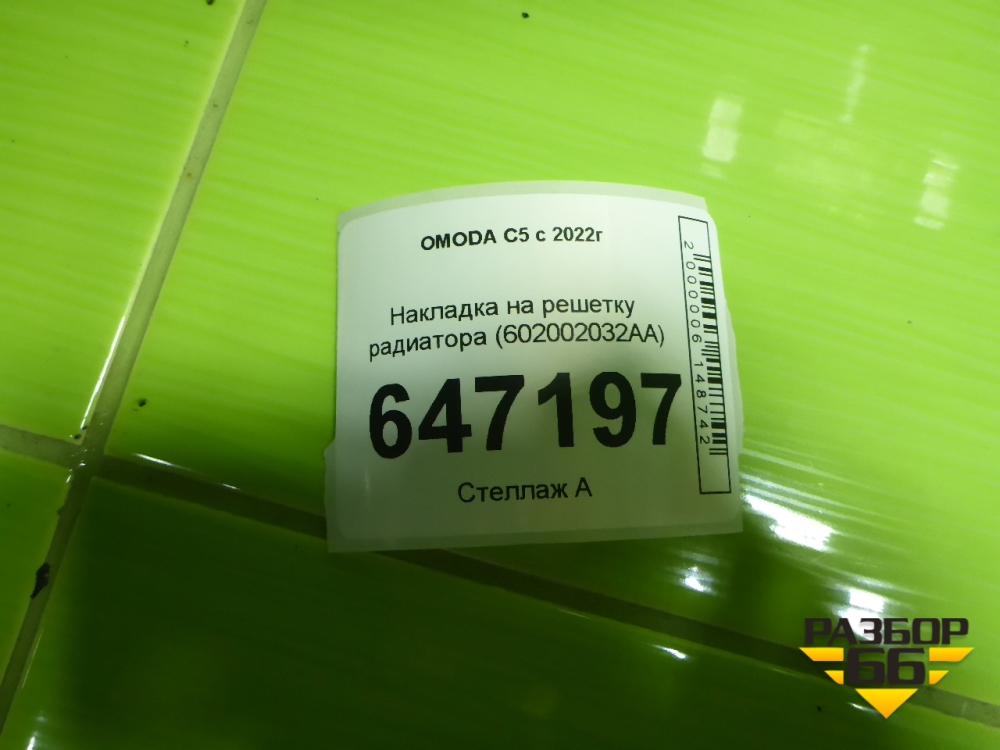 OMODA C5 с 2022г
Накладка на решетку
радиатора (602002032AA)
647197
Стеллаж А
2000006148742
РАЗБОР
66